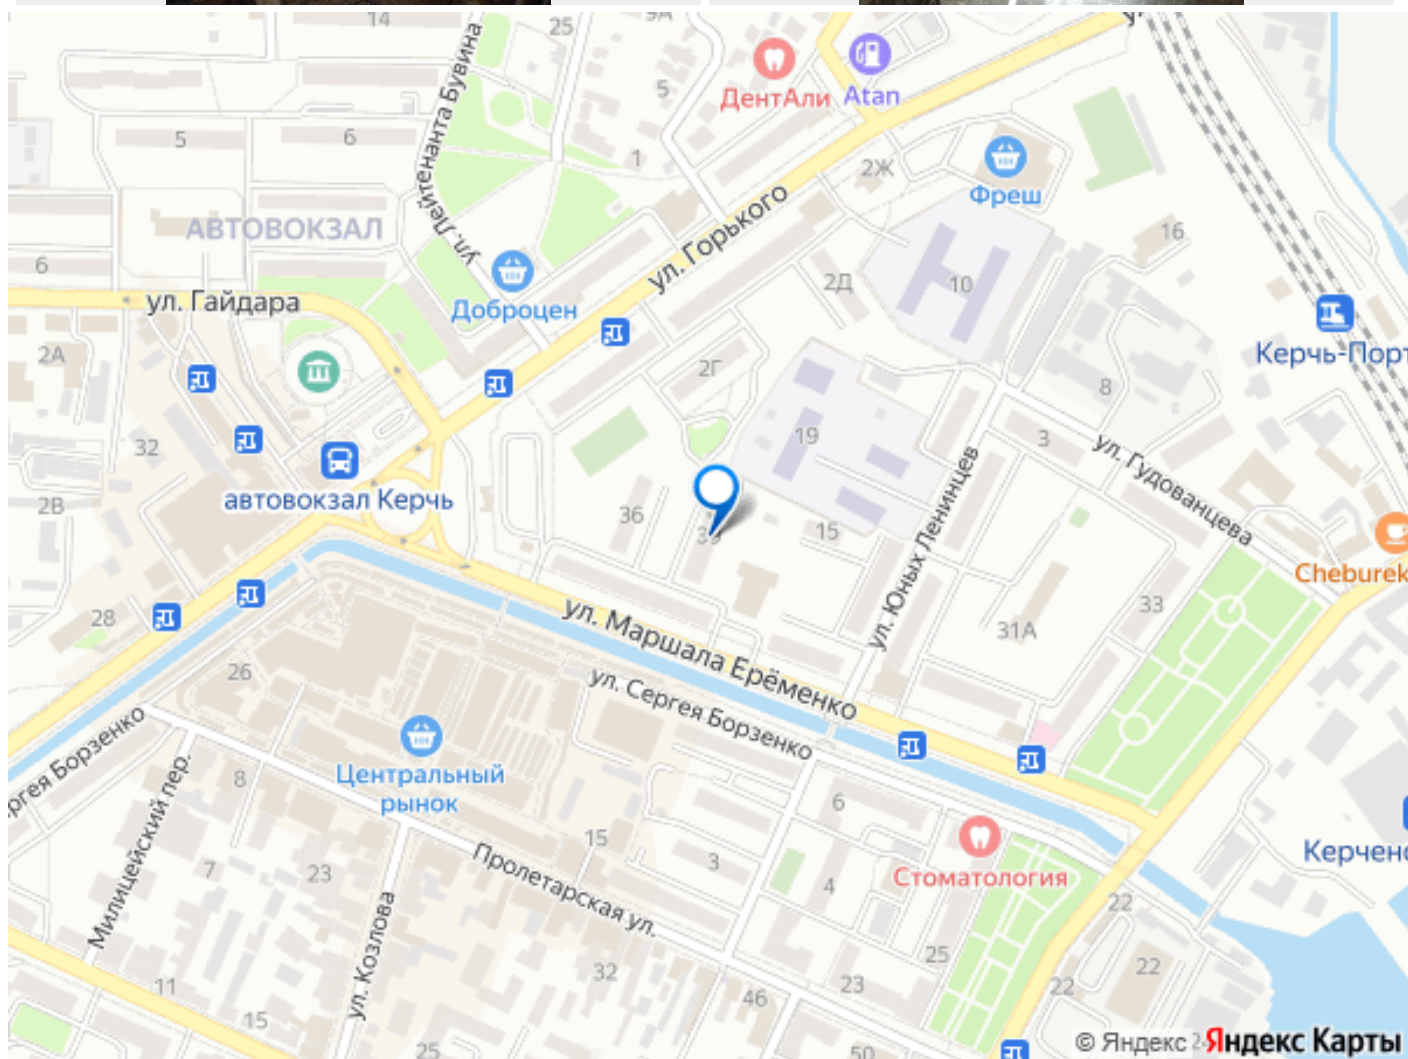 14
25
9А
ул. Лейтенанта Бувина
ДентАли
Atan
5
5
6
1
2Ж
Фреш
АВТОВОКЗАЛ
ул. Горького
16
6
2Д
10
ул. Гайдара
Доброцен
Керчь-Порт
2А
2Г
8
32
19
3
ул. Гудованцева
автовокзал Керчь
2В
36
15
ул. Юных Ленинцев
Cheburek
28
ул. Маршала Ерёменко
33
31А
26
ул. Сергея Борзенко
ргея Борзенко
Милицейский пер.
8
Центральный
рынок
6
15
3
Керченс
7
23
Пролетарская ул.
4
Стоматология
22
ул. Козлова
25
22
32
11
46
23
22
15
25
50
© Яндекс
Яндекс Карты